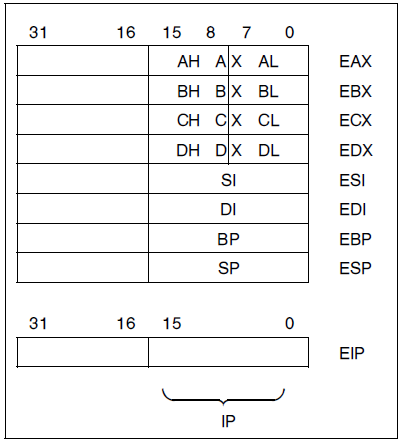 31 16 15 8 7 0
AH A X AL EAX
BH B X BL EBX
CH C X CL ECX
DH D X DL EDX
SI ESI
DI EDI
BP EBP
SP ESP
31 16 15 0
EIP
IP